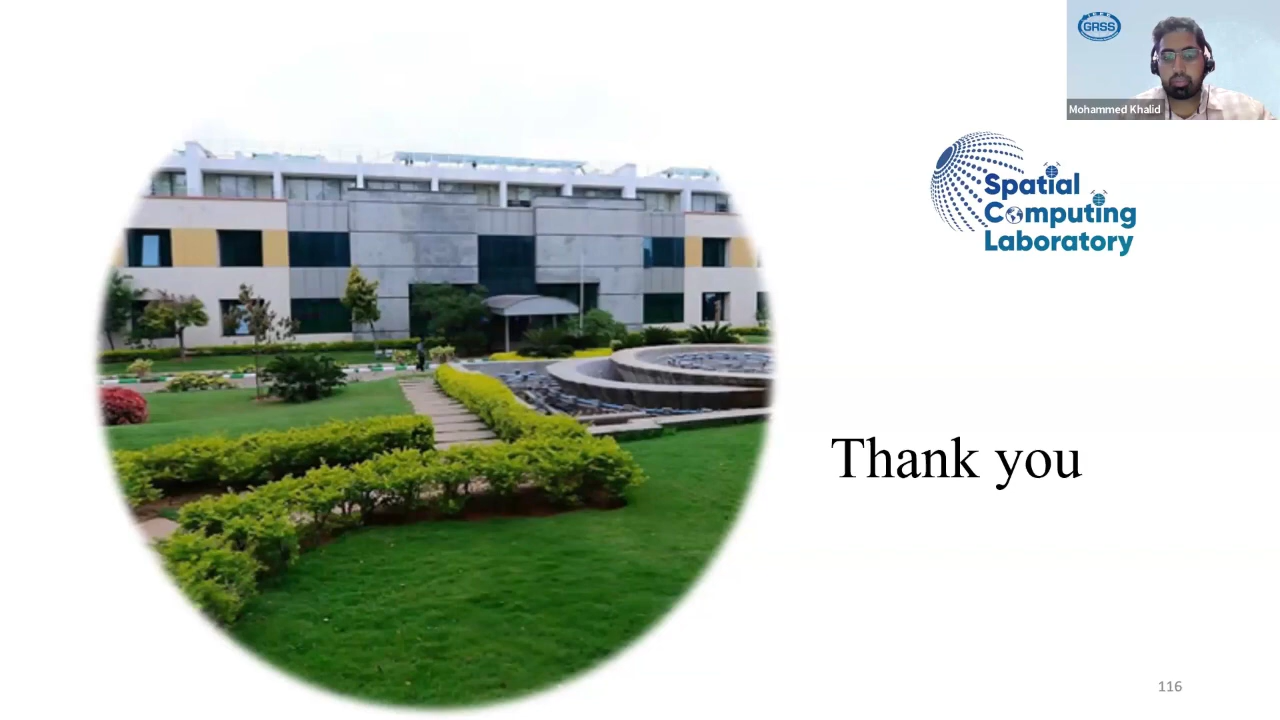 GRSS
Mohammed Khalid
Spatial
Computing
Laboratory
Thank you
116